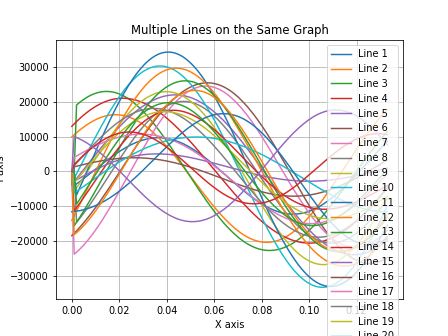 Multiple Lines on the Same Graph
30000
20000
10000
0
−10000
−20000
−30000
0.00
0.02
0.04
0.06
0.08
0.10
X axis
Line 1
Line 2
Line 3
Line 4
Line 5
Line 6
Line 7
Line 8
Line 9
Line 10
Line 11
Line 12
Line 13
Line 14
Line 15
Line 16
Line 17
Line 18
Line 19
Line 20